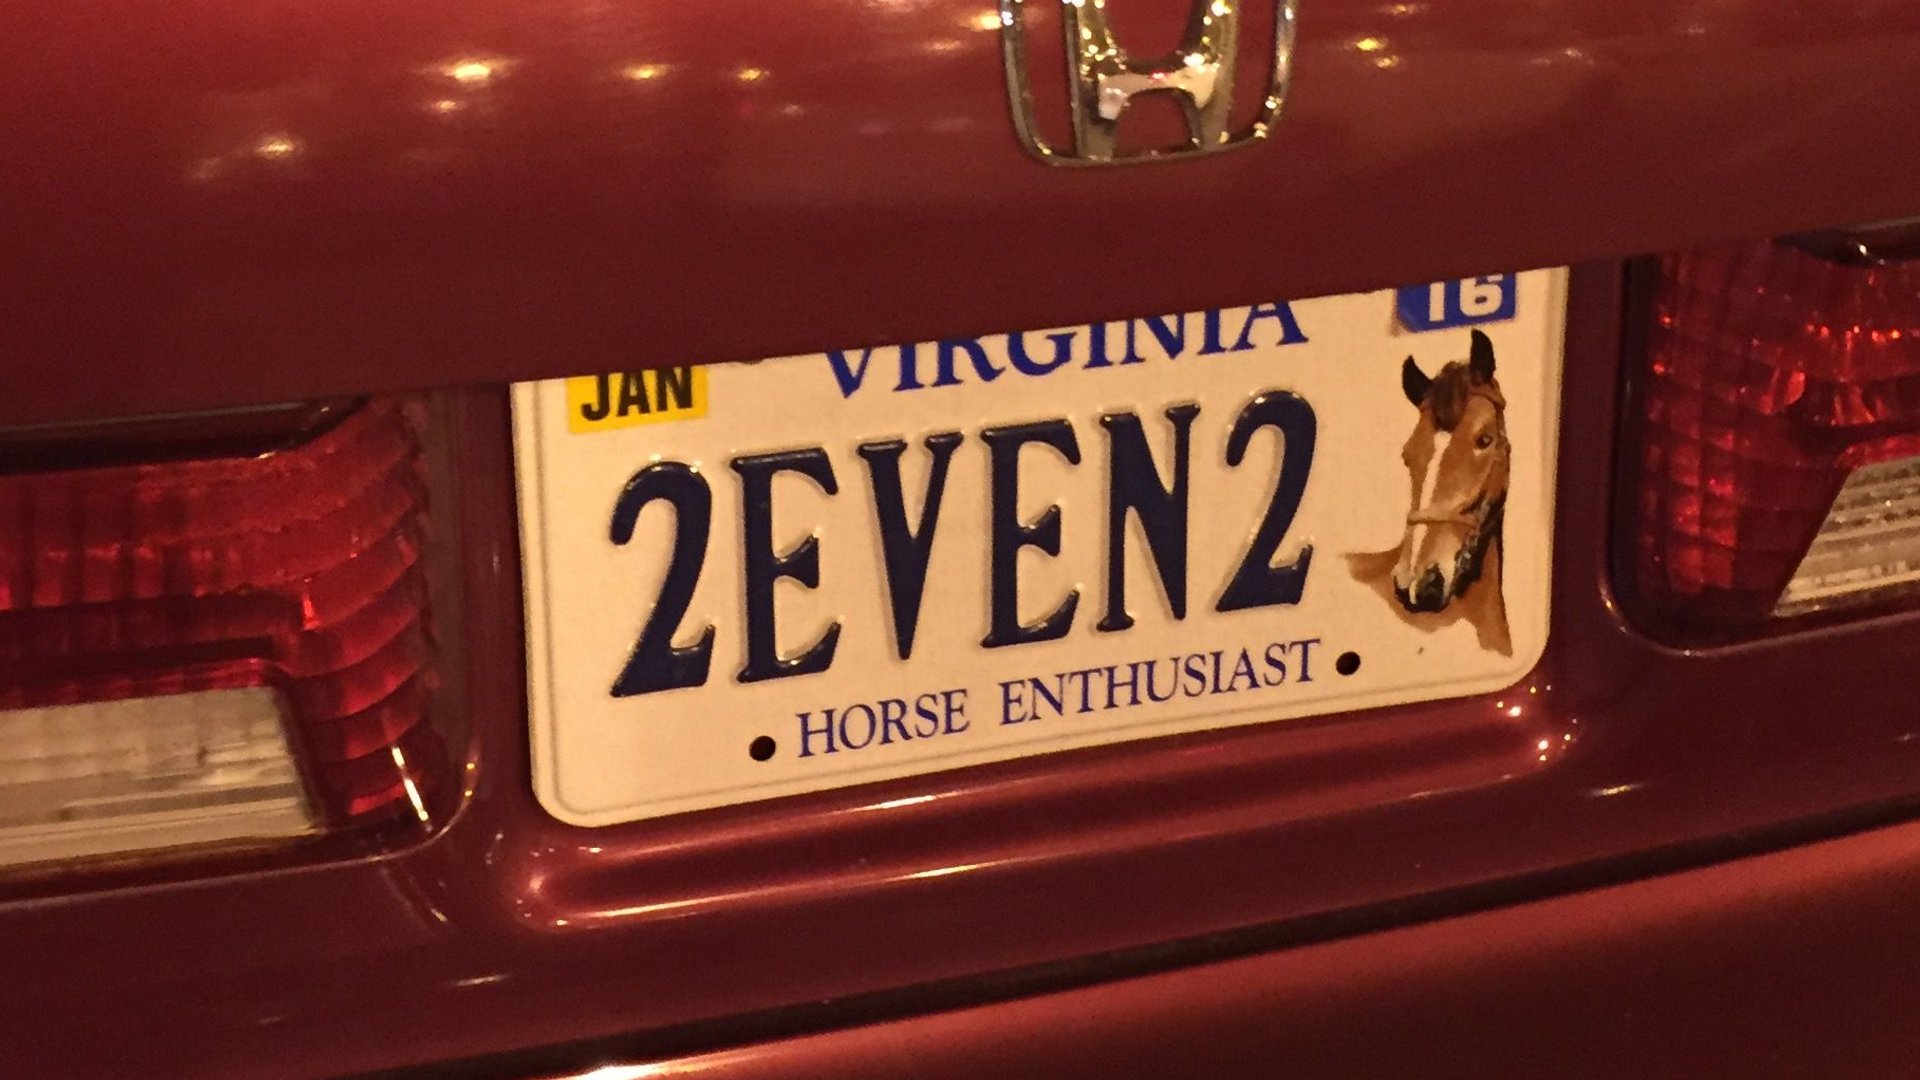 JAN
VIRGINIA
16
2EVEN2
HORSE ENTHUSIAST